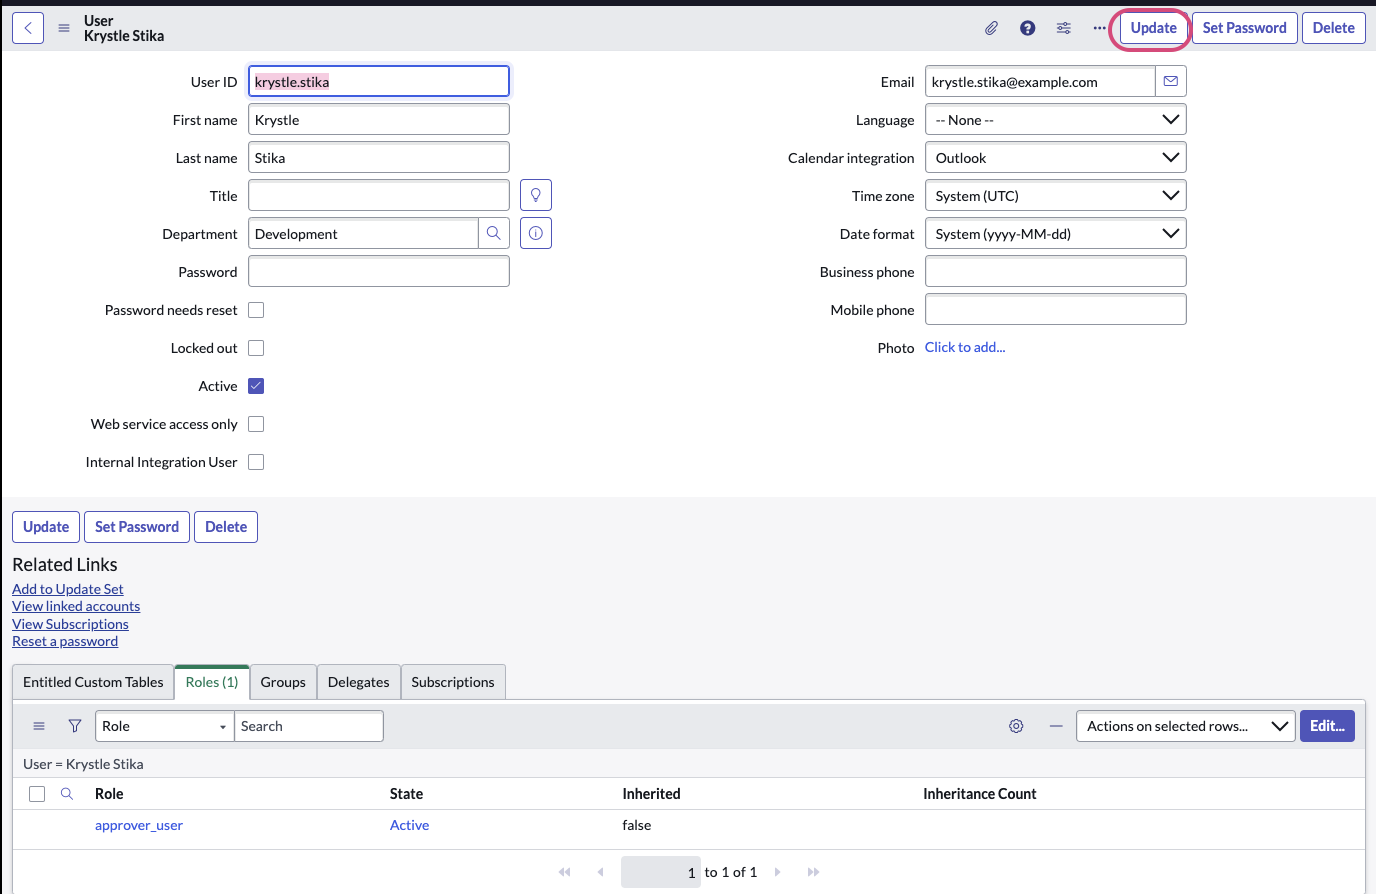 User
Krystle Stika
Update
Set Password
Delete
User ID krystle.stika
First name Krystle
Last name Stika
Title
Department Development
Password
Password needs reset
Locked out
Active
Web service access only
Internal Integration User
Email krystle.stika@example.com
Language -- None --
Calendar integration Outlook
Time zone System (UTC)
Date format System (yyyy-MM-dd)
Business phone
Mobile phone
Photo Click to add...
Update Set Password Delete
Related Links
Add to Update Set
View linked accounts
View Subscriptions
Reset a password
Entitled Custom Tables Roles (1) Groups Delegates Subscriptions
Role Search Actions on selected rows... Edit...
User = Krystle Stika
Role State Inherited Inheritance Count
approver_user Active false
1 to 1 of 1